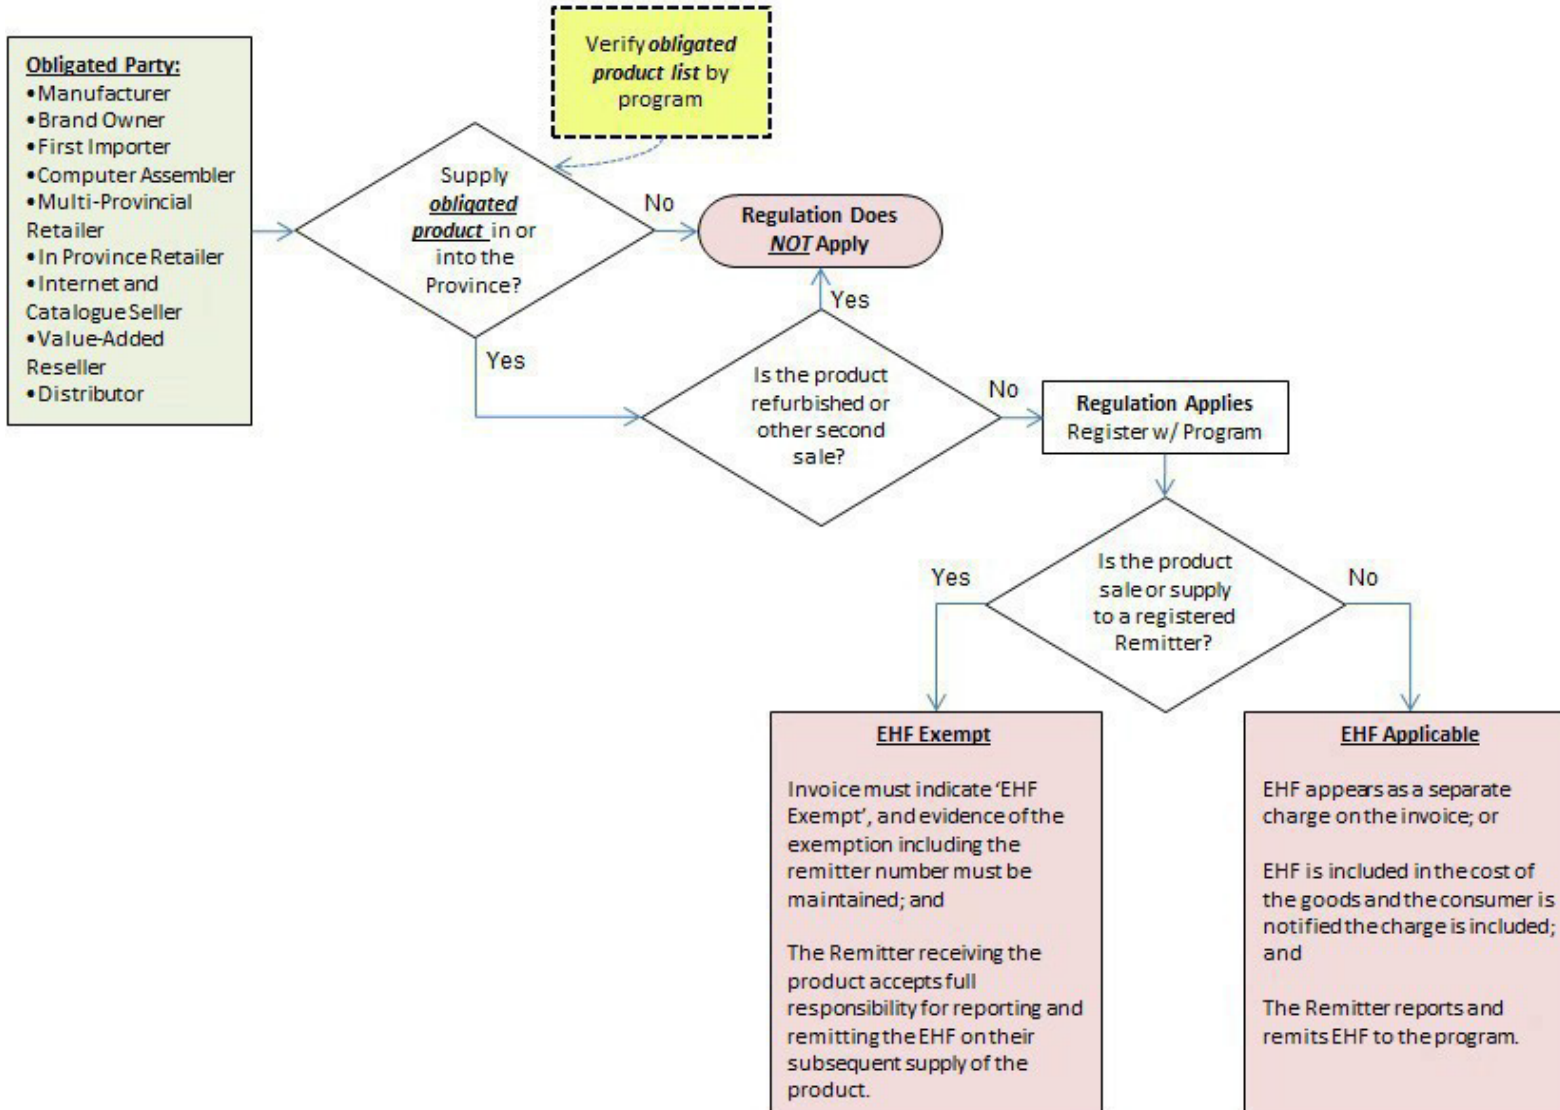 Obligated Party:
•Manufacturer
•Brand Owner
•First Importer
•Computer Assembler
•Multi-Provincial
Retailer
•In Province Retailer
•Internet and
Catalogue Seller
•Value-Added
Reseller
•Distributor
Verify obligated
product list by
program
Supply
obligated
product in or
into the
Province?
No
Regulation Does
NOT Apply
Yes
Yes
Is the product
refurbished or
other second
sale?
No
Regulation Applies
Register w/ Program
Is the product
sale or supply
to a registered
Remitter?
Yes
No
EHF Exempt
Invoice must indicate ‘EHF
Exempt’, and evidence of the
exemption including the
remitter number must be
maintained; and
The Remitter receiving the
product accepts full
responsibility for reporting and
remitting the EHF on their
subsequent supply of the
product.
EHF Applicable
EHF appears as a separate
charge on the invoice; or
EHF is included in the cost of
the goods and the consumer is
notified the charge is included;
and
The Remitter reports and
remits EHF to the program.